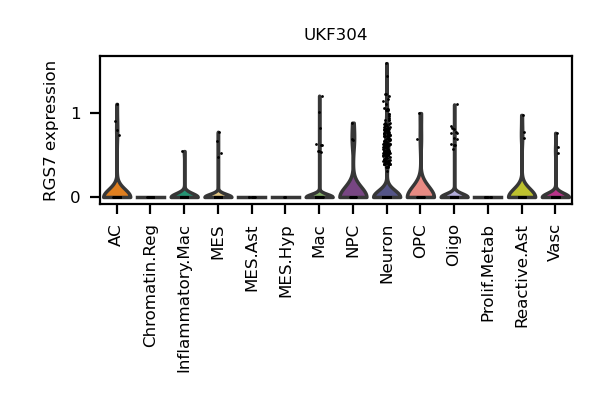 UKF304
RGS7 expression
1
0
AC
Chromatin.Reg
Inflammatory.Mac
MES
MES.Ast
MES.Hyp
Mac
NPC
Neuron
OPC
Oligo
Prolif.Metab
Reactive.Ast
Vasc